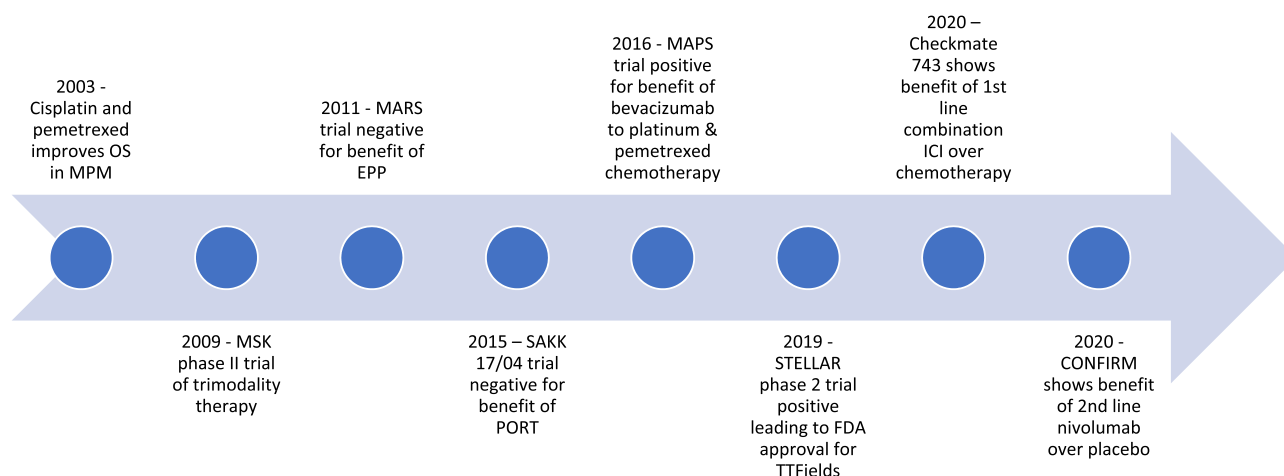 2003 -
Cisplatin and
pemetrexed
improves OS
in MPM
2009 - MSK
phase II trial
of trimodality
therapy
2011 - MARS
trial negative
for benefit of
EPP
2015 – SAKK
17/04 trial
negative for
benefit of
PORT
2016 - MAPS
trial positive
for benefit of
bevacizumab
to platinum &
pemetrexed
chemotherapy
2019 -
STELLAR
phase 2 trial
positive
leading to FDA
approval for
TTFields
2020 –
Checkmate
743 shows
benefit of 1st
line
combination
ICI over
chemotherapy
2020 -
CONFIRM
shows benefit
of 2nd line
nivolumab
over placebo